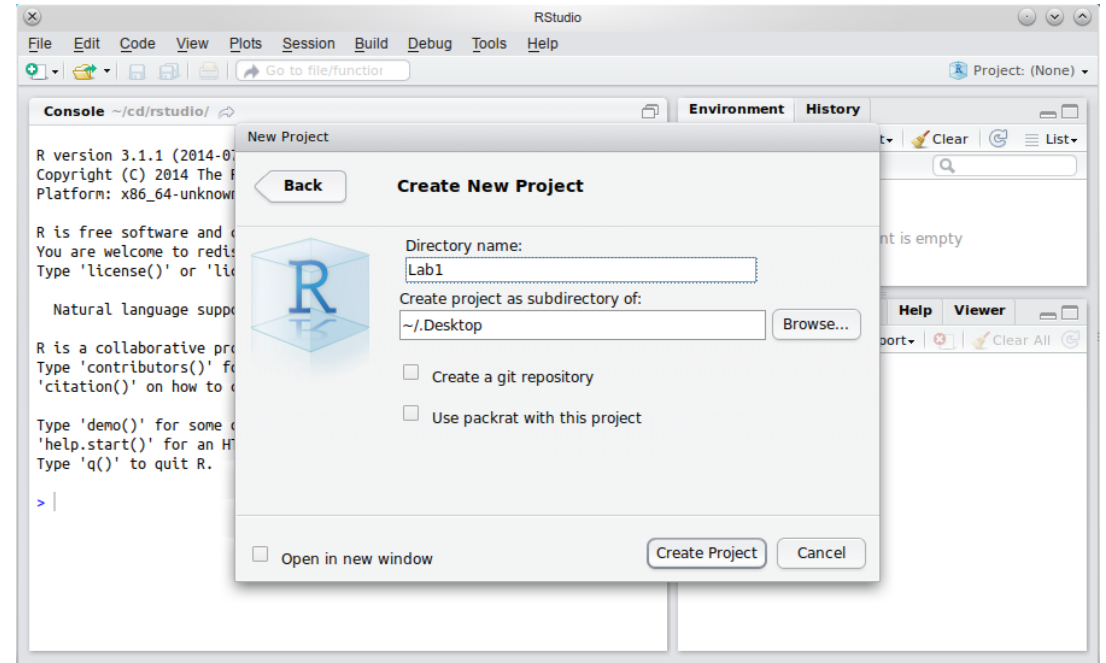 RStudio
File Edit Code View Plots Session Build Debug Tools Help
Go to file/function
Project: (None)
Console ~/cd/rstudio/
Environment History
Clear List
R version 3.1.1 (2014-0
Copyright (C) 2014 The
Platform: x86_64-unknown
R is free software and
You are welcome to redis
Type 'license()' or 'lic
Natural language suppo
R is a collaborative pro
Type 'contributors()' fo
'citation()' on how to
Type 'demo()' for some
'help.start()' for an HT
Type 'q()' to quit R.
>
New Project
Back
Create New Project
R
Directory name:
Lab1
Create project as subdirectory of:
~/.Desktop
Browse...
Create a git repository
Use packrat with this project
Open in new window
Create Project Cancel
nt is empty
Help Viewer
port Clear All